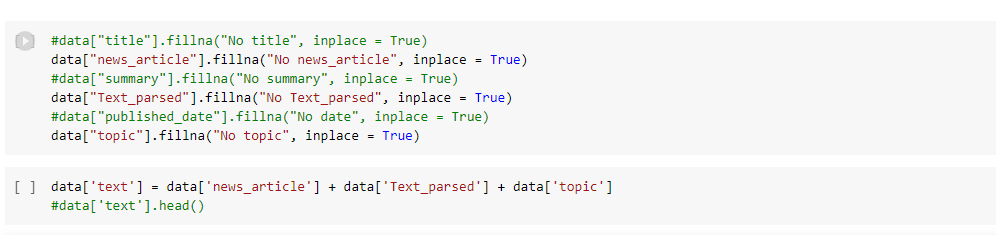 #data["title"].fillna("No title", inplace = True)
data["news_article"].fillna("No news_article", inplace = True)
#data["summary"].fillna("No summary", inplace = True)
data["Text_parsed"].fillna("No Text_parsed", inplace = True)
#data["published_date"].fillna("No date", inplace = True)
data["topic"].fillna("No topic", inplace = True)
[ ] data['text'] = data['news_article'] + data['Text_parsed'] + data['topic']
#data['text'].head()